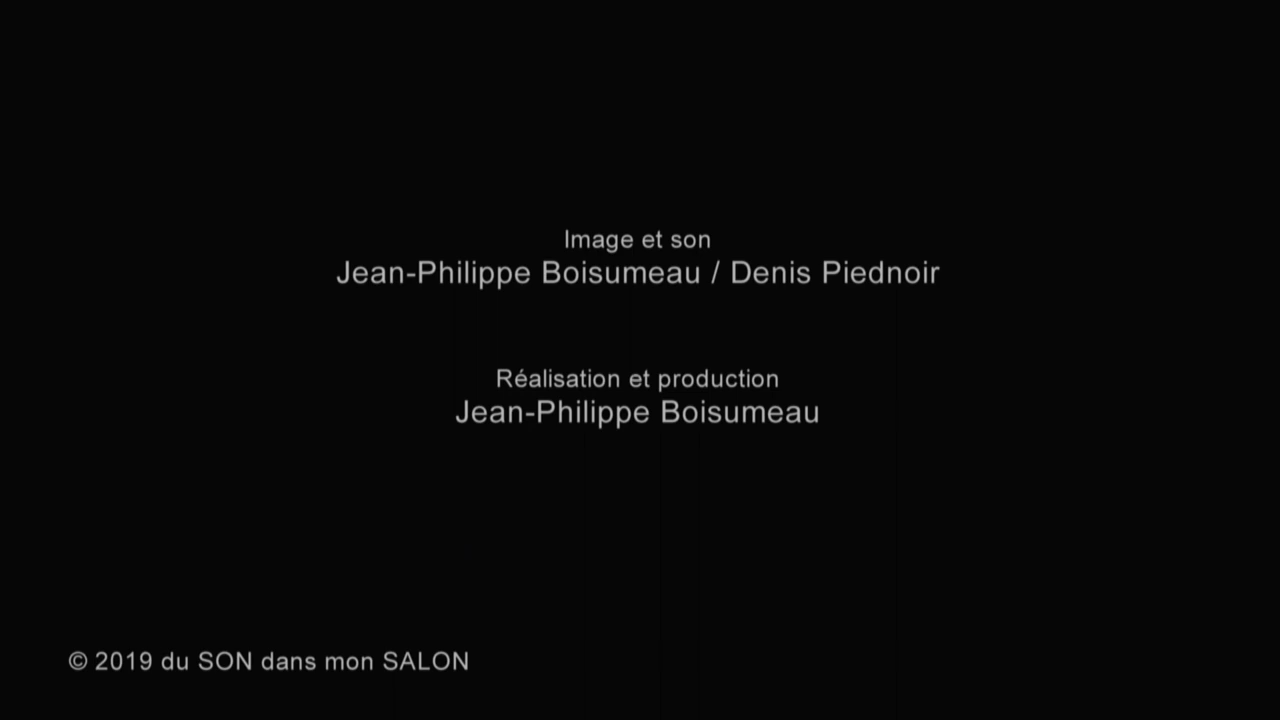 Image et son
Jean-Philippe Boisumeau / Denis Piednoir
Réalisation et production
Jean-Philippe Boisumeau
© 2019 du SON dans mon SALON